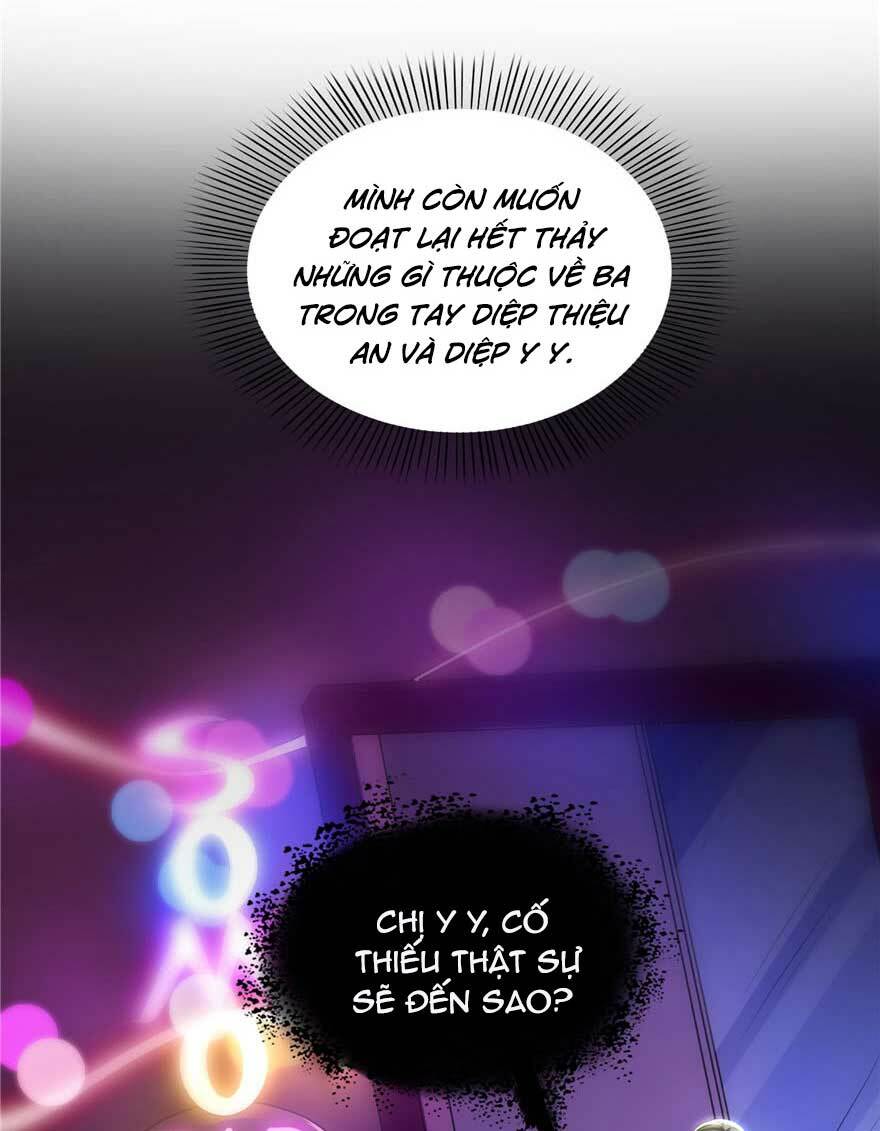 MÌNH CÒN MUỐN
ĐOẠT LẠI HẾT THẢY
NHỮNG GÌ THUỘC VỀ BA
TRONG TAY DIỆP THIỆU
AN VÀ DIỆP Y Y.
CHỊ Y Y, CỐ
THIẾU THẬT SỰ
SẼ ĐẾN SAO?